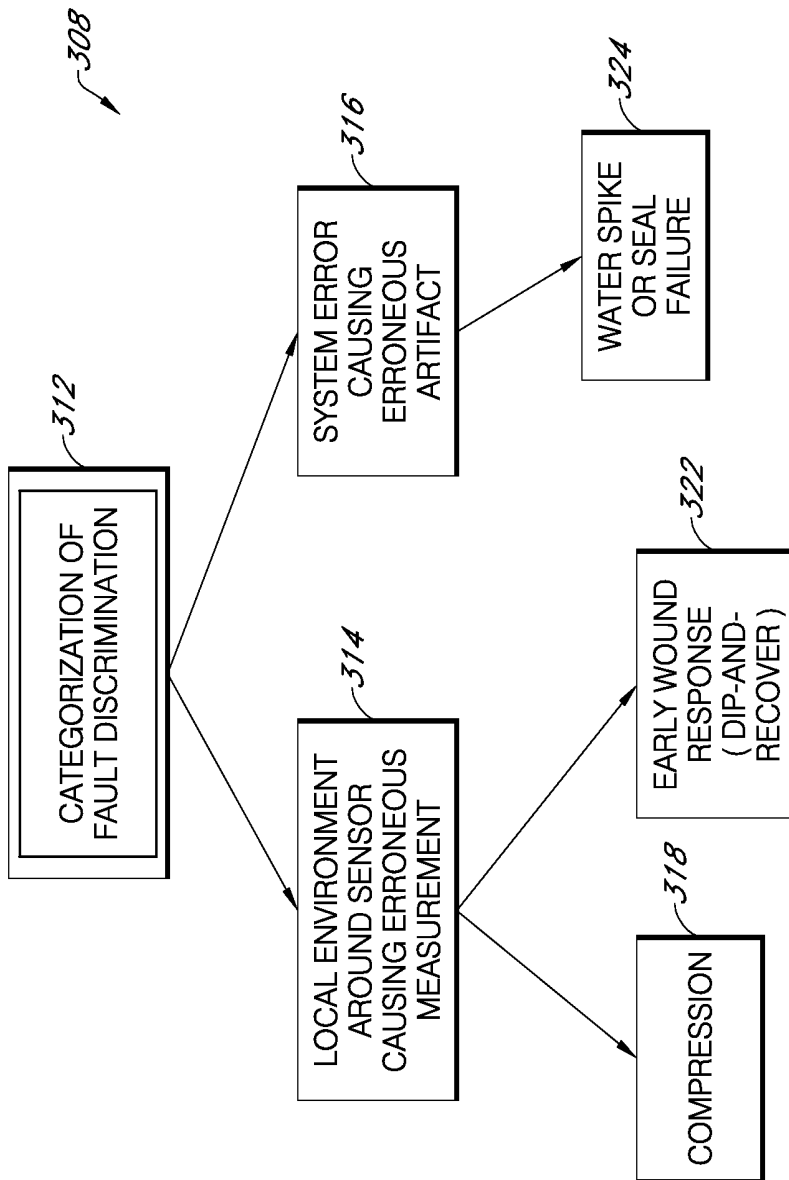 308
312
CATEGORIZATION OF
FAULT DISCRIMINATION
314
LOCAL ENVIRONMENT
AROUND SENSOR
CAUSING ERRONEOUS
MEASUREMENT
316
SYSTEM ERROR
CAUSING
ERRONEOUS
ARTIFACT
318
COMPRESSION
322
EARLY WOUND
RESPONSE
( DIP-AND-
RECOVER )
324
WATER SPIKE
OR SEAL
FAILURE